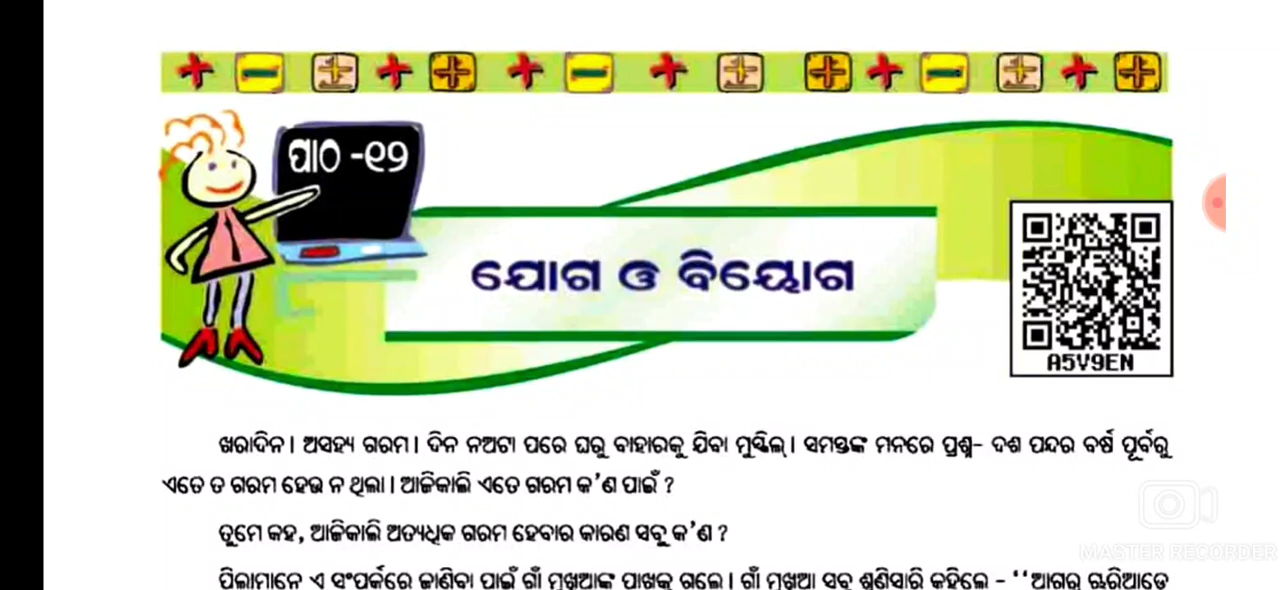 ପାଠ -୧୨
ଯୋଗ ଓ ବିୟୋଗ
A5V9EN
ଖରାଦିନ । ଅସହ୍ୟ ଗରମ । ଦିନ ନଅଟା ପରେ ଘରୁ ବାହାରକୁ ଯିବା ମୁସ୍କିଲ୍ । ସମସ୍ତଙ୍କ ମନରେ ପ୍ରଶ୍ନ- ଦଶ ପନ୍ଦର ବର୍ଷ ପୂର୍ବରୁ
ଏତେ ତ ଗରମ ହେଉ ନ ଥିଲା । ଆଜିକାଲି ଏତେ ଗରମ କ'ଣ ପାଇଁ ?
ତୁମେ କହ, ଆଜିକାଲି ଅତ୍ୟଧିକ ଗରମ ହେବାର କାରଣ ସବୁ କ'ଣ ?
ପିଲାମାନେ ଏ ସଂପର୍କରେ ଜାଣିବା ପାଇଁ ଗାଁ ମୁଖିଆଙ୍କ ପାଖକୁ ଗଲେ । ଗାଁ ମୁଖିଆ ସବୁ ଶୁଣିସାରି କହିଲେ - ‘‘ଆଗରୁ ଚାରିଆଡେ
MASTER RECORDER